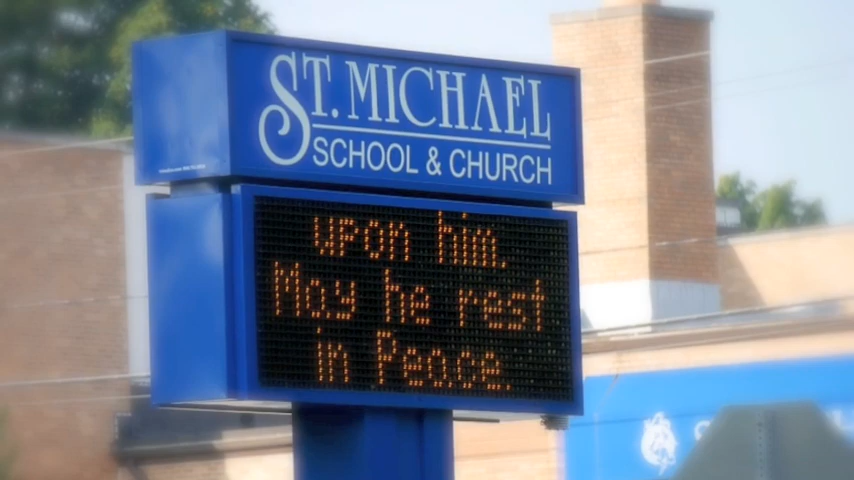 ST. MICHAEL
SCHOOL & CHURCH
upon him.
May he rest
in Peace.